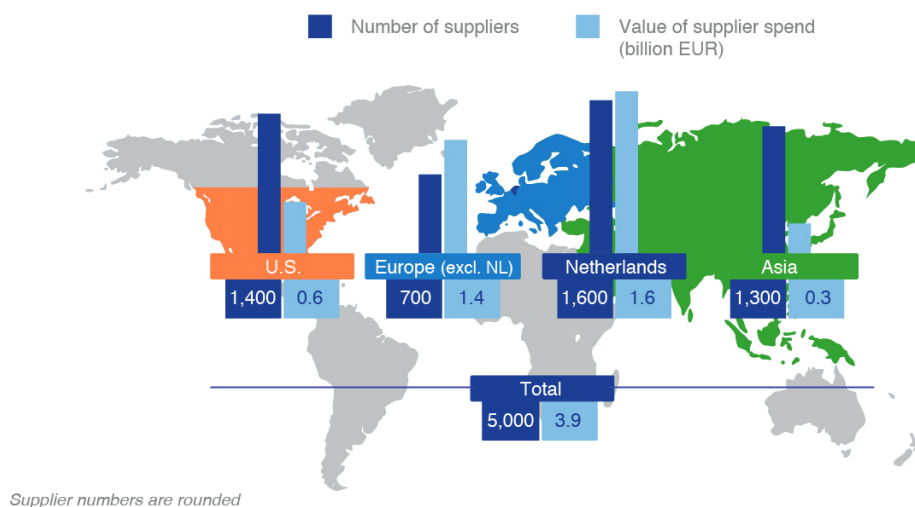 Number of suppliers
Value of supplier spend
(billion EUR)
U.S.
1,400 0.6
Europe (excl. NL)
700 1.4
Netherlands
1,600 1.6
Asia
1,300 0.3
Total
5,000 3.9
Supplier numbers are rounded